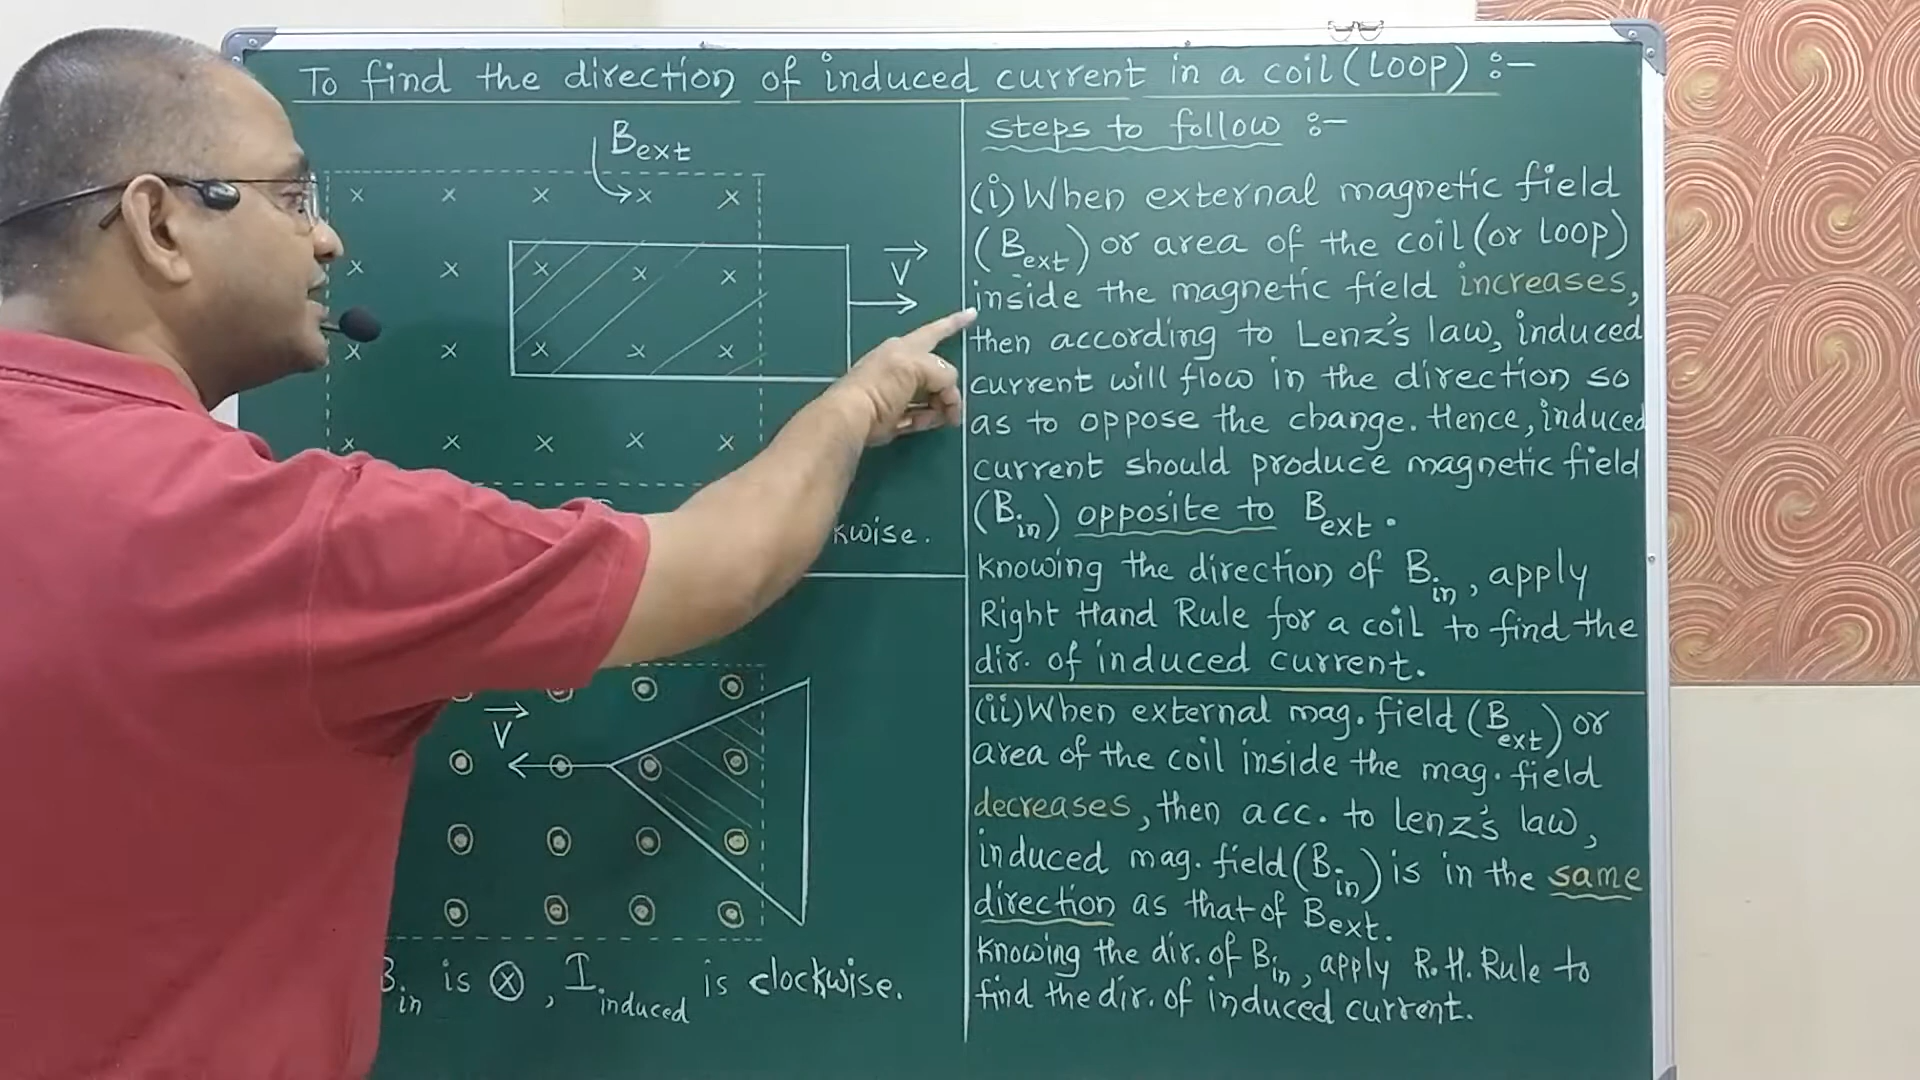 To find the direction of induced current in a coil (Loop) :-
Bext
V
kwise.
V
Bin is ⊗, Iinduced is clockwise.
steps to follow :-
(i) When external magnetic field
(Bext) or area of the coil (or Loop)
inside the magnetic field increases,
then according to Lenz's law, induced
current will flow in the direction so
as to oppose the change. Hence, induced
current should produce magnetic field
(Bin) opposite to Bext.
knowing the direction of Bin, apply
Right Hand Rule for a coil to find the
dir. of induced current.
(ii) When external mag. field (Bext) or
area of the coil inside the mag. field
decreases, then acc. to Lenz's law,
induced mag. field (Bin) is in the same
direction as that of Bext.
Knowing the dir. of Bin, apply R.H. Rule to
find the dir. of induced current.